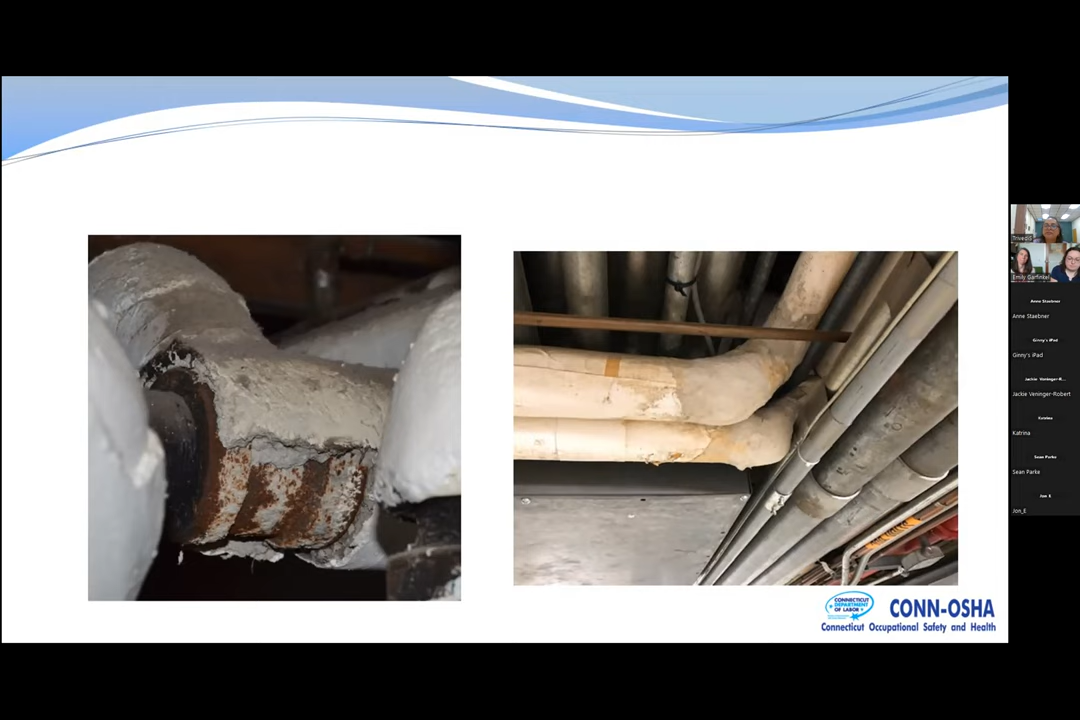 CONNECTICUT
DEPARTMENT
OF LABOR
CONN-OSHA
Connecticut Occupational Safety and Health
Emily Garfinkel
Anne Staebner
Anne Staebner
Ginny's iPad
Ginny's iPad
Jackie Veninger-R...
Jackie Veninger-Robert
Katrina
Katrina
Sean Parke
Sean Parke
Jon_E
Jon_E